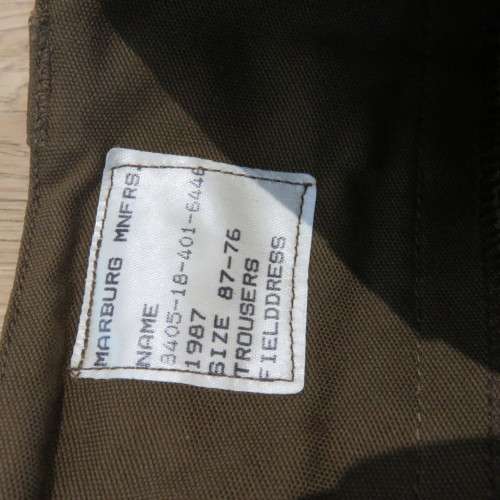 MARBURG MNFRS
NAME
8405-18-401-6446
1987
SIZE 87-76
TROUSERS
FIELDDRESS